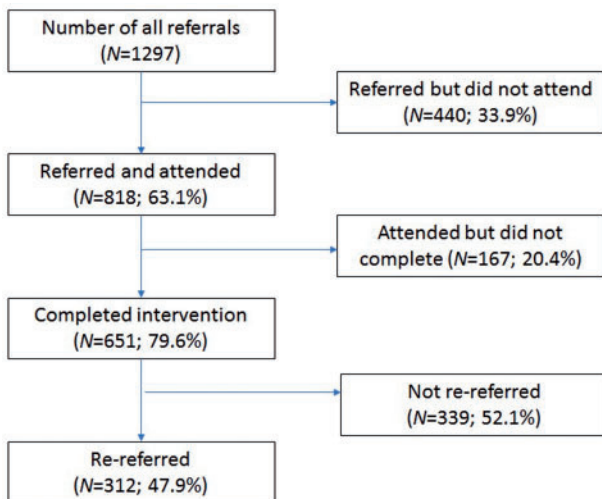 Number of all referrals
(N=1297)
Referred but did not attend
(N=440; 33.9%)
Referred and attended
(N=818; 63.1%)
Attended but did not
complete (N=167; 20.4%)
Completed intervention
(N=651; 79.6%)
Not re-referred
(N=339; 52.1%)
Re-referred
(N=312; 47.9%)